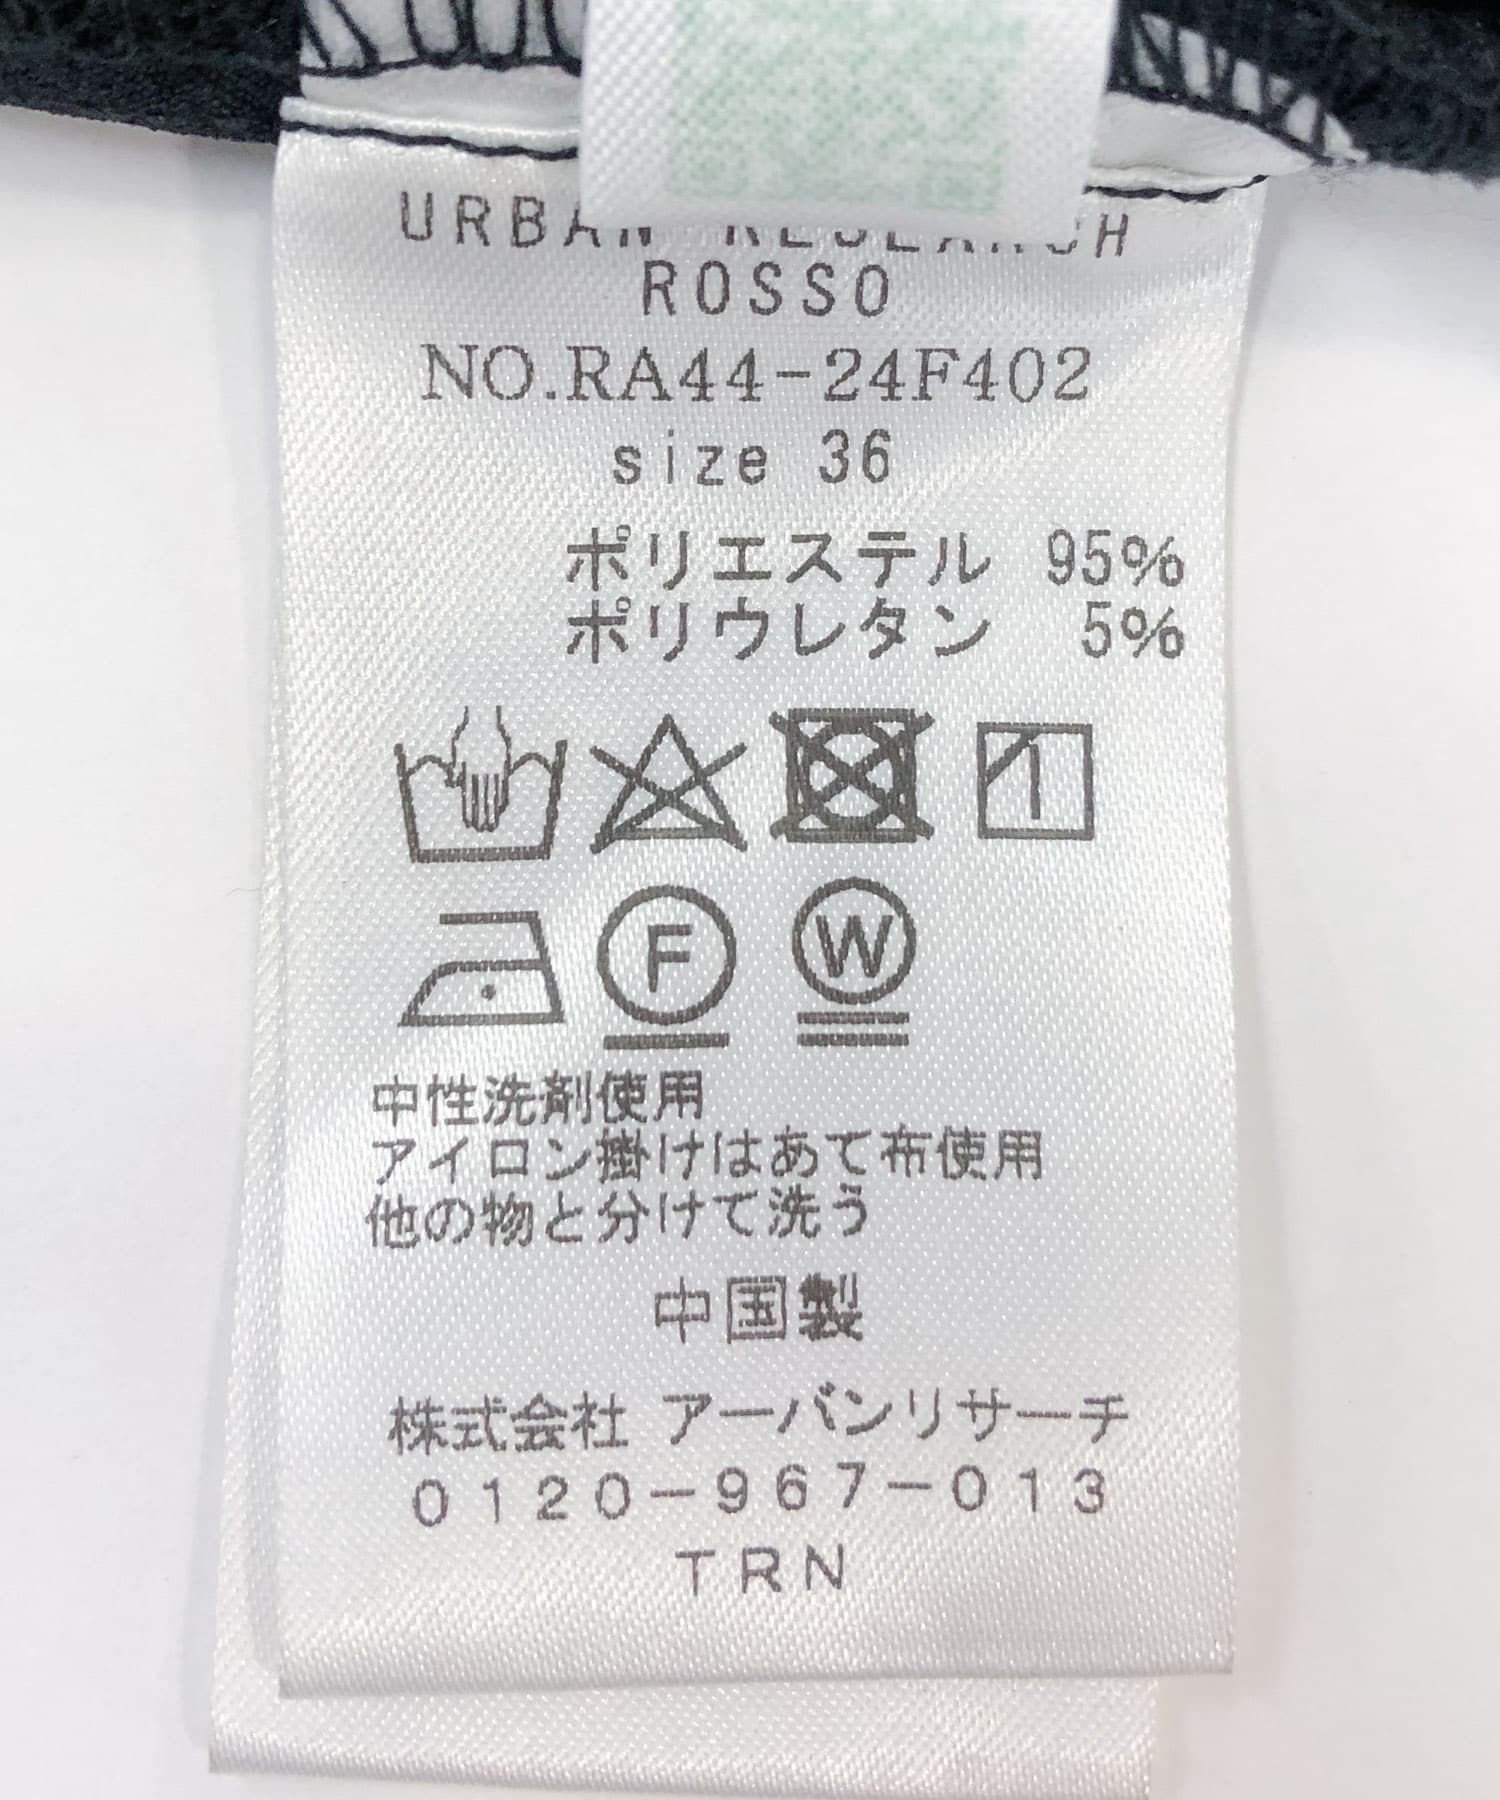 URBAN RESEARCH
ROSSO
NO.RA44-24F402
size 36
ポリエステル 95%
ポリウレタン 5%
F W
中性洗剤使用
アイロン掛けはあて布使用
他の物と分けて洗う
中国製
株式会社 アーバンリサーチ
0120-967-013
TRN